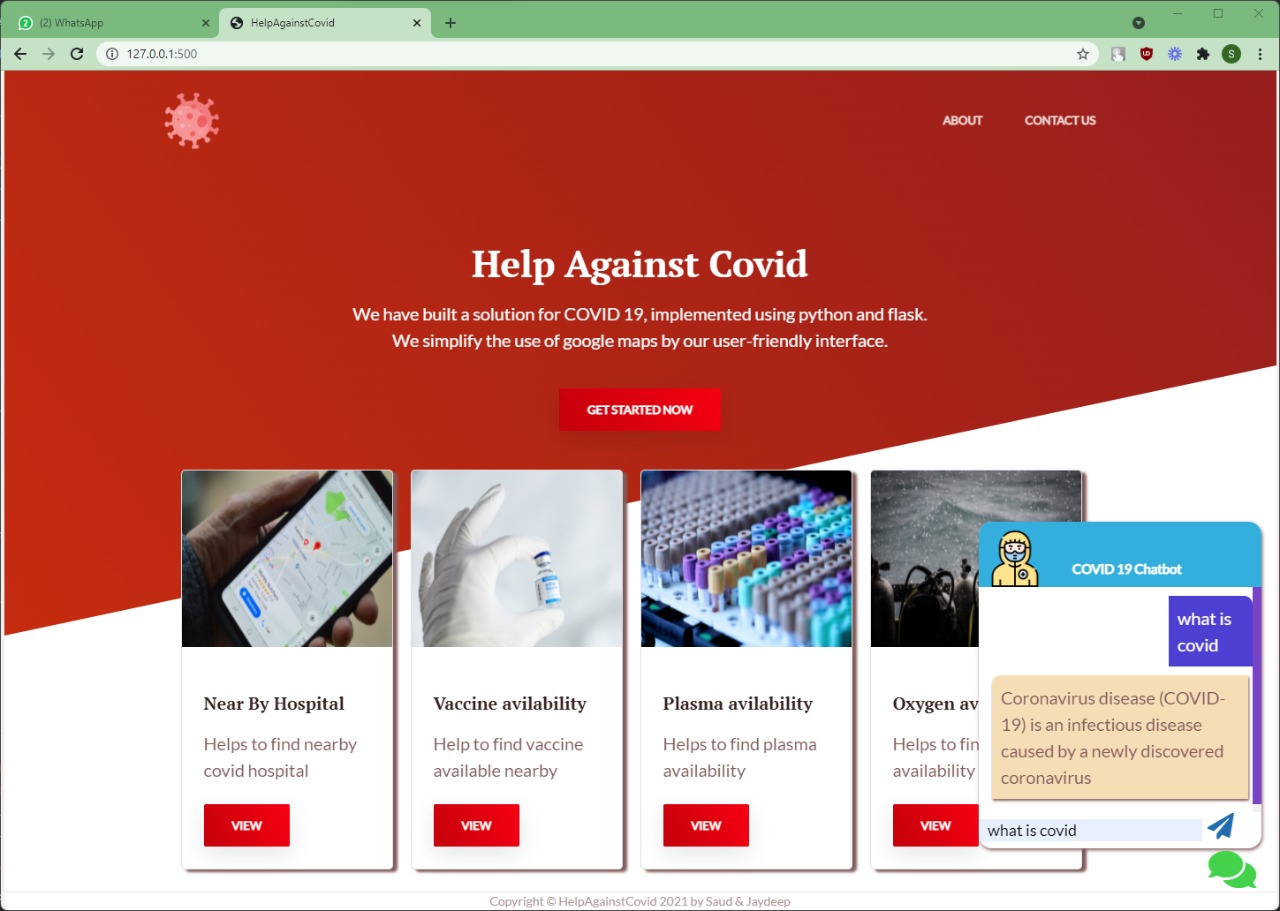 2 (2) WhatsApp
HelpAgainstCovid
127.0.0.1:500
S
ABOUT CONTACT US
Help Against Covid
We have built a solution for COVID 19, implemented using python and flask.
We simplify the use of google maps by our user-friendly interface.
GET STARTED NOW
Near By Hospital
Helps to find nearby
covid hospital
VIEW
Vaccine avilability
Help to find vaccine
available nearby
VIEW
Plasma avilability
Helps to find plasma
availability
VIEW
Oxygen av
Helps to fin
availability
VIEW
COVID 19 Chatbot
what is
covid
Coronavirus disease (COVID-
19) is an infectious disease
caused by a newly discovered
coronavirus
what is covid
Copyright © HelpAgainstCovid 2021 by Saud & Jaydeep